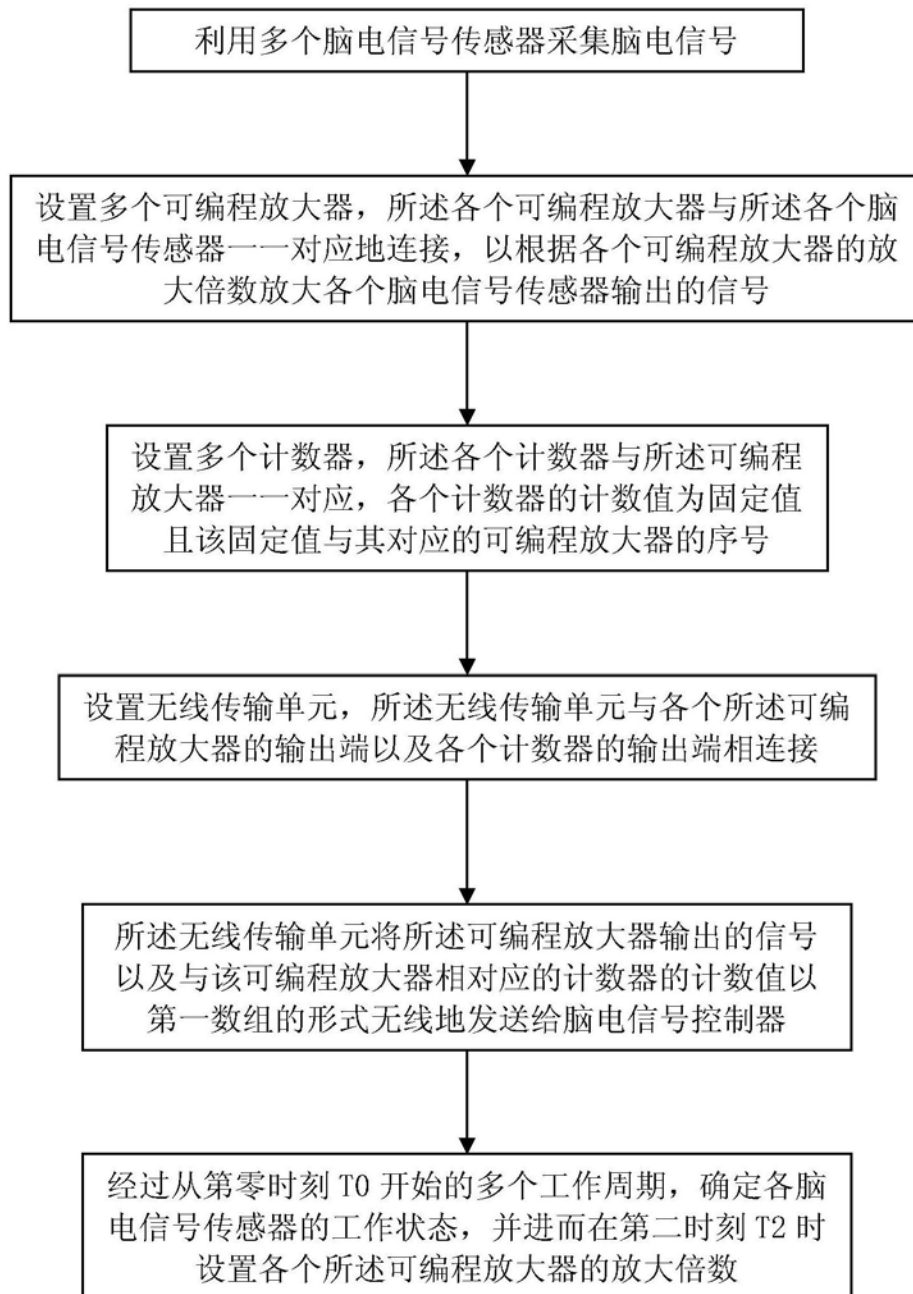 利用多个脑电信号传感器采集脑电信号
设置多个可编程放大器，所述各个可编程放大器与所述各个脑
电信号传感器一一对应地连接，以根据各个可编程放大器的放
大倍数放大各个脑电信号传感器输出的信号
设置多个计数器，所述各个计数器与所述可编程
放大器一一对应，各个计数器的计数值为固定值
且该固定值与其对应的可编程放大器的序号
设置无线传输单元，所述无线传输单元与各个所述可编
程放大器的输出端以及各个计数器的输出端相连接
所述无线传输单元将所述可编程放大器输出的信号
以及与该可编程放大器相对应的计数器的计数值以
第一数组的形式无线地发送给脑电信号控制器
经过从第零时刻 T0 开始的多个工作周期，确定各脑
电信号传感器的工作状态，并进而在第二时刻 T2 时
设置各个所述可编程放大器的放大倍数